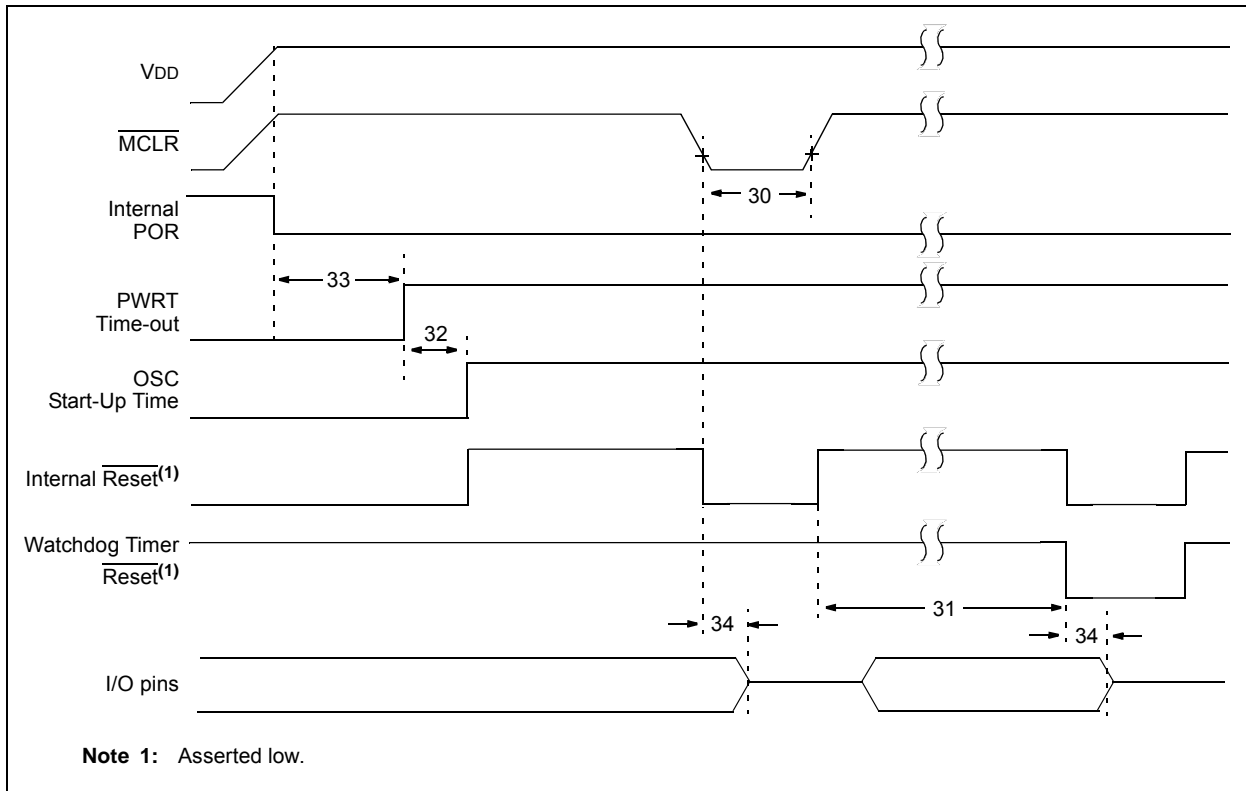 VDD
MCLR
30
Internal
POR
33
PWRT
Time-out
32
OSC
Start-Up Time
Internal Reset(1)
Watchdog Timer
Reset(1)
31
34
34
I/O pins
Note 1: Asserted low.